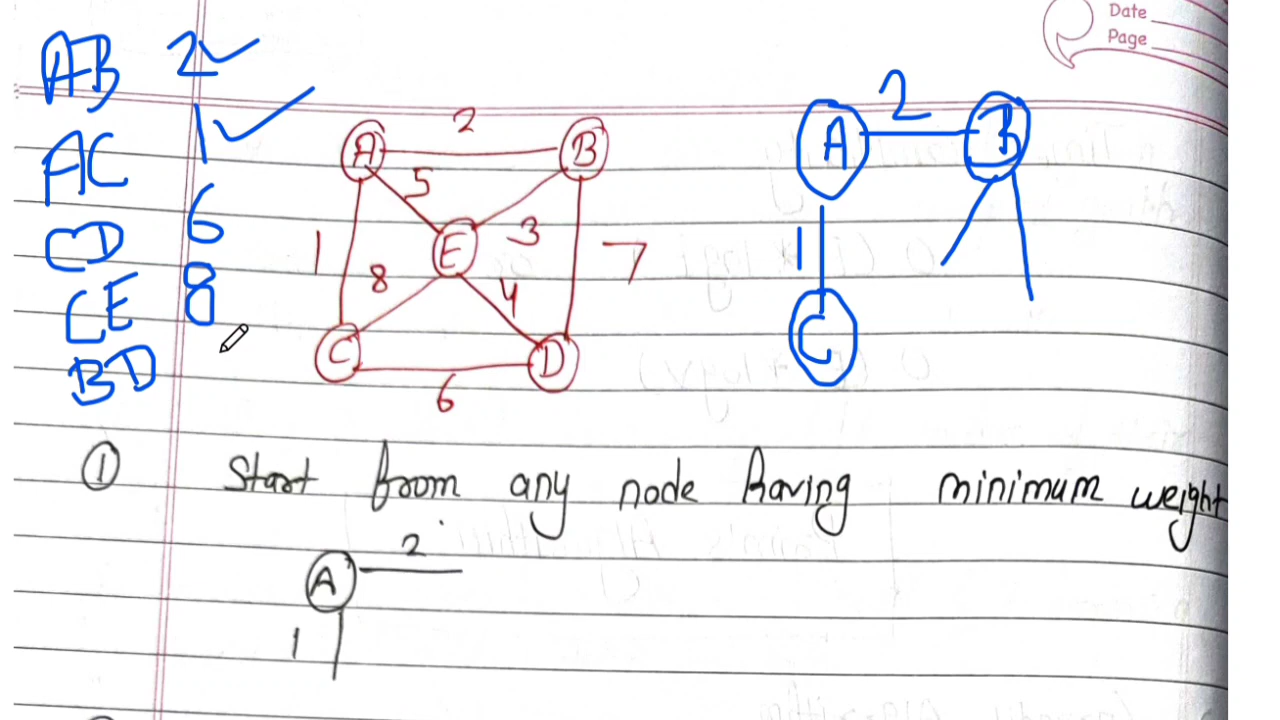 Date
Page
AB 2
AC 1
CD 6
CE 8
BD
A 2 B
5
1 E 3 7
8 4
C D
6
A 2 B
1
C
① Start from any node having minimum weight
A 2
1